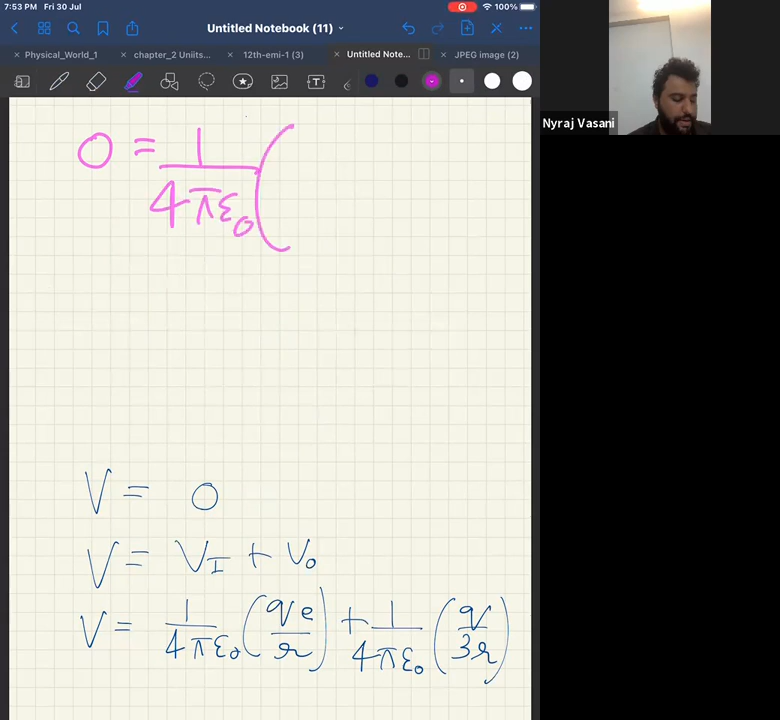 7:53 PM Fri 30 Jul 100%
Untitled Notebook (11)
Physical_World_1 chapter_2 Uniits... 12th-emi-1 (3) Untitled Note... JPEG image (2)
Nyraj Vasani
0 = 1/4πε₀ (
V = 0
V = V_I + V_o
V = 1/4πε₀ (qe/r) + 1/4πε₀ (q/3r)